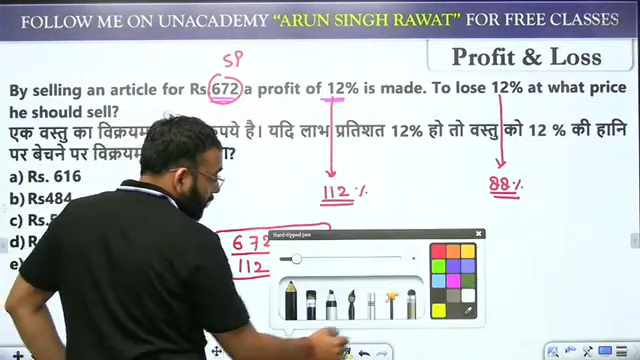 FOLLOW ME ON UNACADEMY “ARUN SINGH RAWAT” FOR FREE CLASSES
Profit & Loss
SP
By selling an article for Rs.672 a profit of 12% is made. To lose 12% at what price
he should sell?
एक वस्तु का रुपये है। यदि लाभ प्रतिशत 12% हो तो वस्तु को 12 % की हानि
पर बेचने पर
a) Rs. 616
112 %
88%
b) Rs484
c) Rs.
672
d)
112
e)
Hard-tipped pen